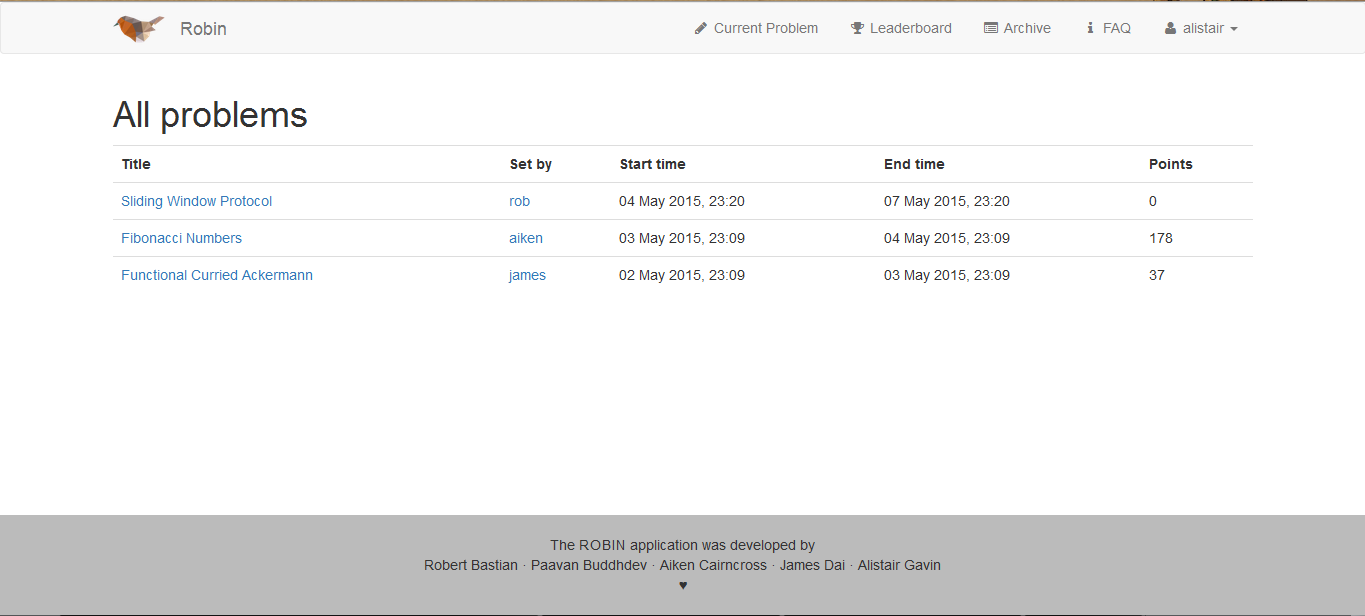 Robin Current Problem Leaderboard Archive FAQ alistair
All problems
Title Set by Start time End time Points
Sliding Window Protocol rob 04 May 2015, 23:20 07 May 2015, 23:20 0
Fibonacci Numbers aiken 03 May 2015, 23:09 04 May 2015, 23:09 178
Functional Curried Ackermann james 02 May 2015, 23:09 03 May 2015, 23:09 37
The ROBIN application was developed by
Robert Bastian · Paavan Buddhdev · Aiken Cairncross · James Dai · Alistair Gavin
♥